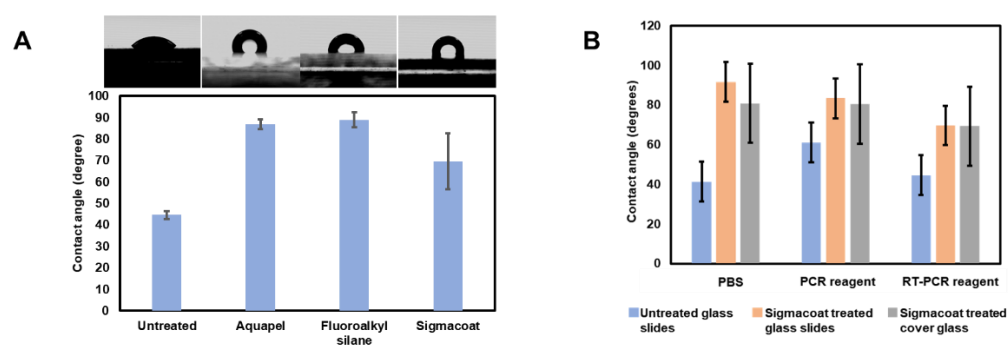 A
Contact angle (degree)
100
90
80
70
60
50
40
30
20
10
0
Untreated
Aquapel
Fluoroalkyl
silane
Sigmacoat
B
Contact angle (degrees)
120
100
80
60
40
20
0
PBS
PCR reagent
RT-PCR reagent
Untreated glass
slides
Sigmacoat treated
glass slides
Sigmacoat treated
cover glass